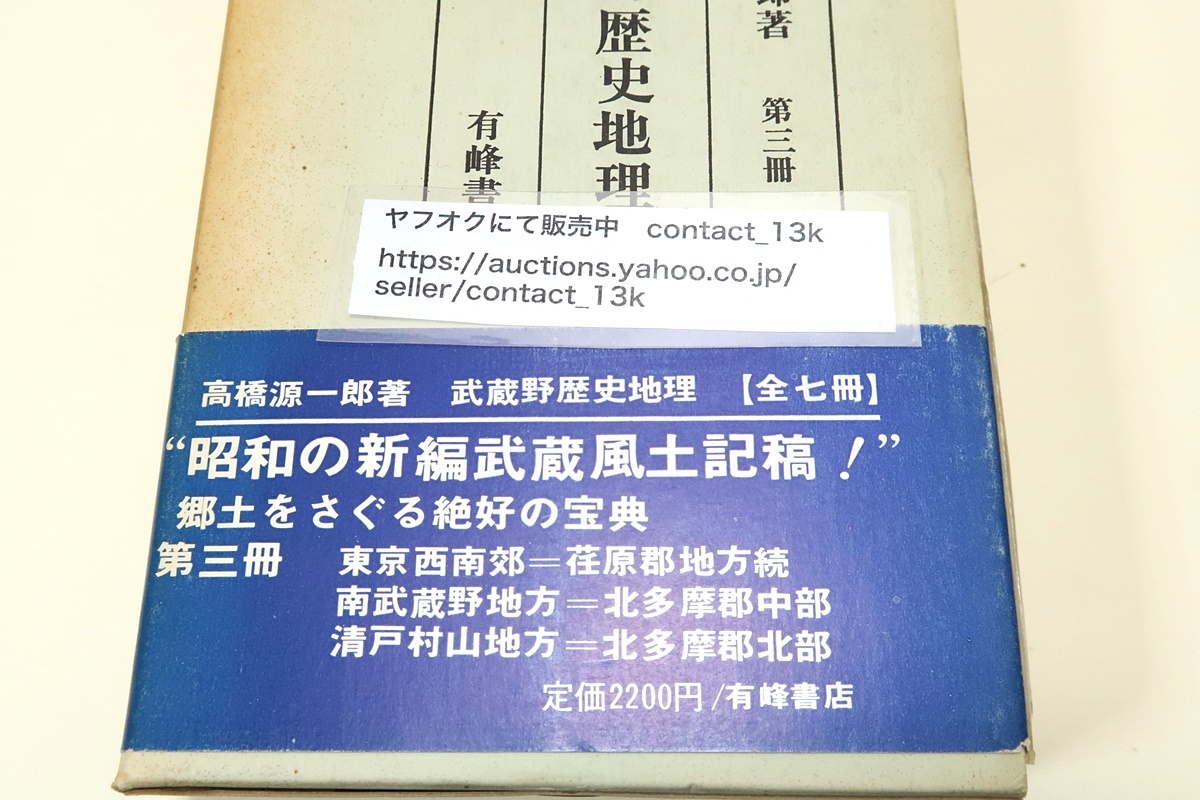 郎著 第三冊
歴史地理
有峰書
ヤフオクにて販売中 contact_13k
https://auctions.yahoo.co.jp/
seller/contact_13k
高橋源一郎著 武蔵野歴史地理 【全七冊】
“昭和の新編武蔵風土記稿!”
郷土をさぐる絶好の宝典
第三冊 東京西南郊＝荏原郡地方続
南武蔵野地方＝北多摩郡中部
清戸村山地方＝北多摩郡北部
定価2200円/有峰書店